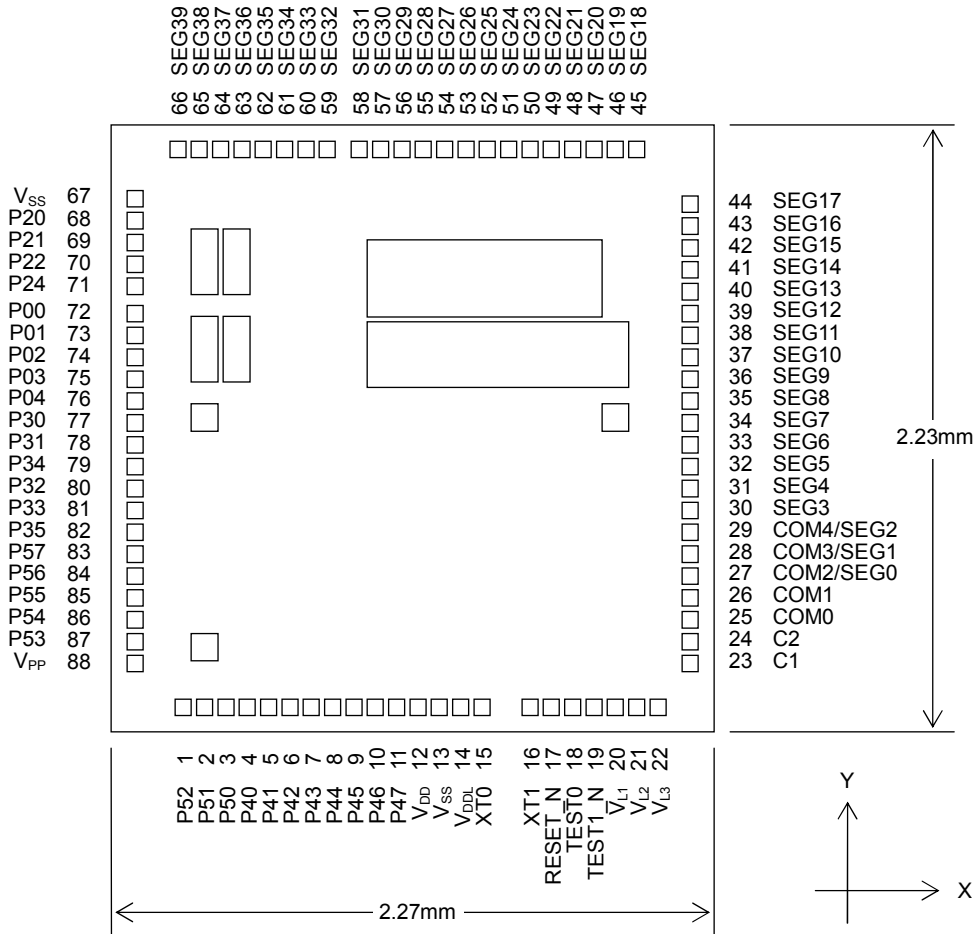 66 SEG39
65 SEG38
64 SEG37
63 SEG36
62 SEG35
61 SEG34
60 SEG33
59 SEG32
58 SEG31
57 SEG30
56 SEG29
55 SEG28
54 SEG27
53 SEG26
52 SEG25
51 SEG24
50 SEG23
49 SEG22
48 SEG21
47 SEG20
46 SEG19
45 SEG18
VSS 67
P20 68
P21 69
P22 70
P24 71
P00 72
P01 73
P02 74
P03 75
P04 76
P30 77
P31 78
P34 79
P32 80
P33 81
P35 82
P57 83
P56 84
P55 85
P54 86
P53 87
VPP 88
44 SEG17
43 SEG16
42 SEG15
41 SEG14
40 SEG13
39 SEG12
38 SEG11
37 SEG10
36 SEG9
35 SEG8
34 SEG7
33 SEG6
32 SEG5
31 SEG4
30 SEG3
29 COM4/SEG2
28 COM3/SEG1
27 COM2/SEG0
26 COM1
25 COM0
24 C2
23 C1
2.23mm
P52 1
P51 2
P50 3
P40 4
P41 5
P42 6
P43 7
P44 8
P45 9
P46 10
P47 11
VDD 12
VSS 13
VDDL 14
XT0 15
XT1 16
RESET_N 17
TEST0 18
TEST1_N 19
VL1 20
VL2 21
VL3 22
2.27mm
Y
X